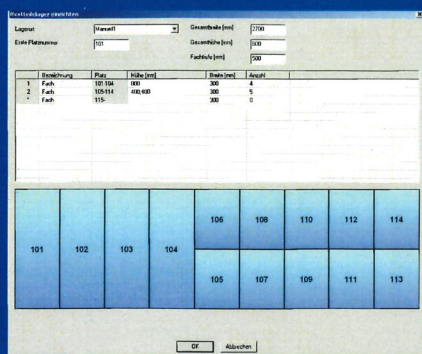 Restteilelager einrichten
Lagerort Manuell1 Gesamtbreite [mm] 2700
Erste Platznummer 101 Gesamthöhe [mm] 800
Fachtiefe [mm] 500
Bezeichnung Platz Höhe [mm] Breite [mm] Anzahl
1 Fach 101-104 800 300 4
2 Fach 105-114 400;400 300 5
* Fach 115- 300 0
106 108 110 112 114
101 102 103 104
105 107 109 111 113
OK Abbrechen